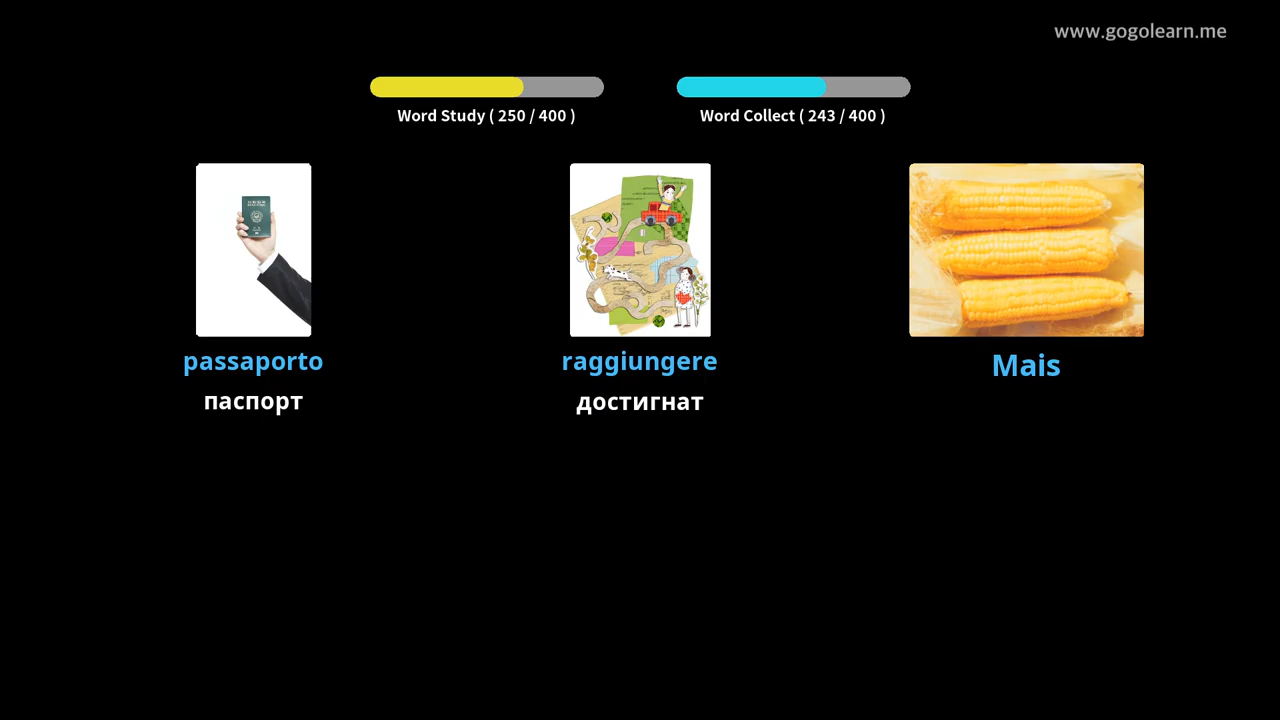 www.gogolearn.me
Word Study ( 250 / 400 )
Word Collect ( 243 / 400 )
passaporto
паспорт
raggiungere
достигнат
Mais